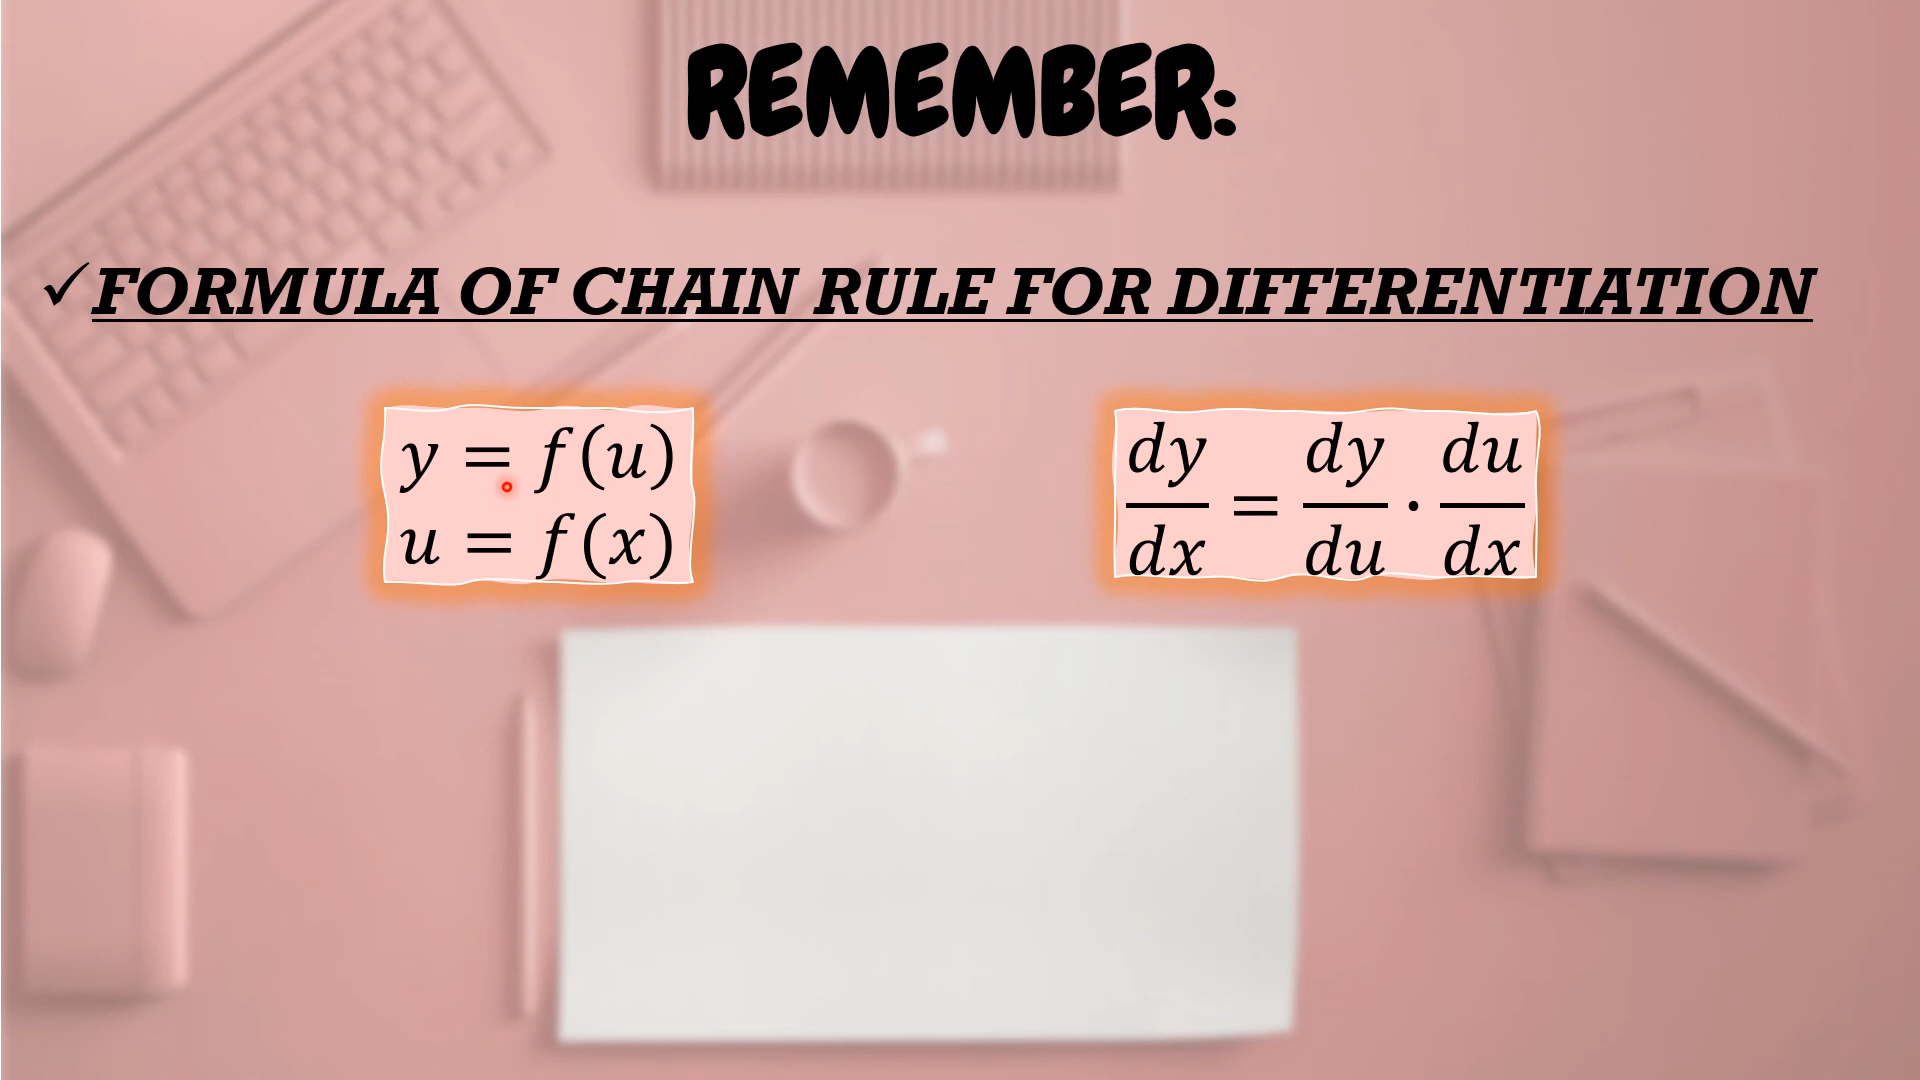 REMEMBER:
✓FORMULA OF CHAIN RULE FOR DIFFERENTIATION
y = f(u)
u = f(x)
dy/dx = dy/du · du/dx